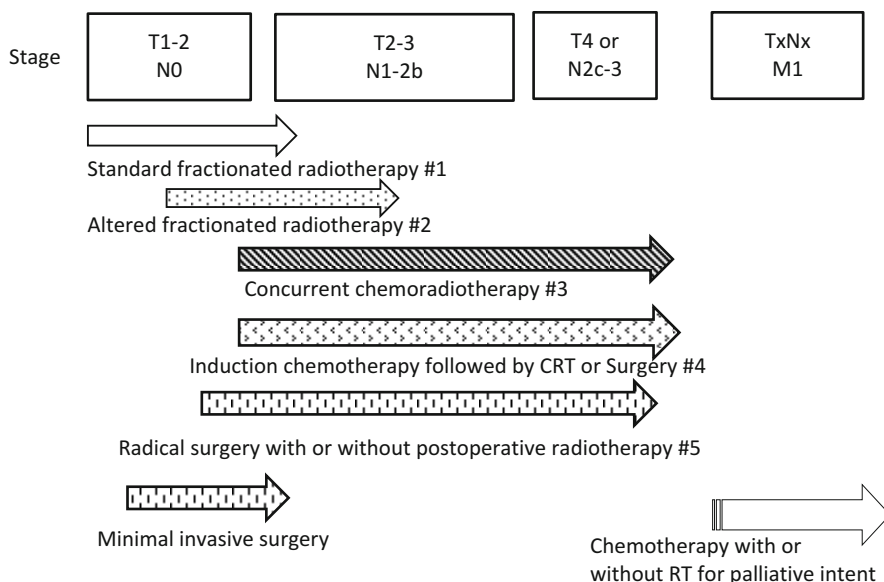 Stage
T1-2
N0
T2-3
N1-2b
T4 or
N2c-3
TxNx
M1
Standard fractionated radiotherapy #1
Altered fractionated radiotherapy #2
Concurrent chemoradiotherapy #3
Induction chemotherapy followed by CRT or Surgery #4
Radical surgery with or without postoperative radiotherapy #5
Minimal invasive surgery
Chemotherapy with or
without RT for palliative intent